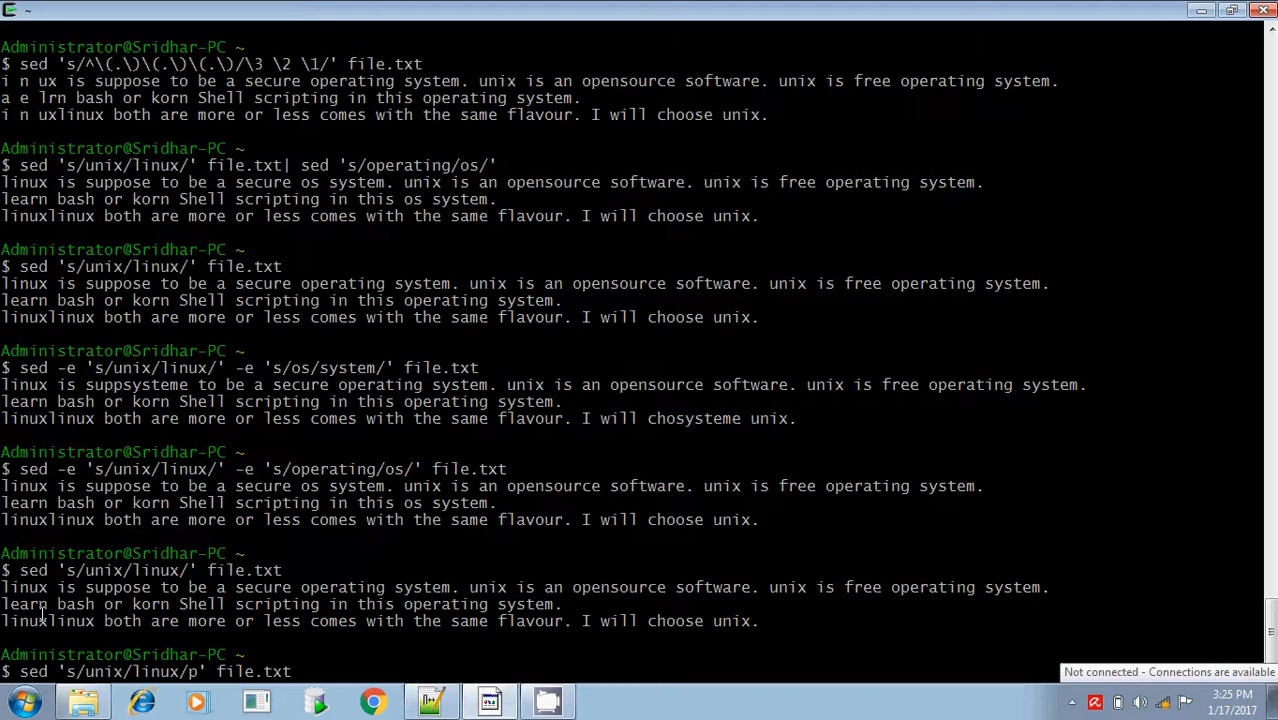 ~
Administrator@Sridhar-PC ~
$ sed 's/^\(.\)\(.\)\(.\)/\3 \2 \1/' file.txt
i n ux is suppose to be a secure operating system. unix is an opensource software. unix is free operating system.
a e lrn bash or korn Shell scripting in this operating system.
i n uxlinux both are more or less comes with the same flavour. I will choose unix.
Administrator@Sridhar-PC ~
$ sed 's/unix/linux/' file.txt| sed 's/operating/os/'
linux is suppose to be a secure os system. unix is an opensource software. unix is free operating system.
learn bash or korn Shell scripting in this os system.
linuxlinux both are more or less comes with the same flavour. I will choose unix.
Administrator@Sridhar-PC ~
$ sed 's/unix/linux/' file.txt
linux is suppose to be a secure operating system. unix is an opensource software. unix is free operating system.
learn bash or korn Shell scripting in this operating system.
linuxlinux both are more or less comes with the same flavour. I will choose unix.
Administrator@Sridhar-PC ~
$ sed -e 's/unix/linux/' -e 's/os/system/' file.txt
linux is suppsysteme to be a secure operating system. unix is an opensource software. unix is free operating system.
learn bash or korn Shell scripting in this operating system.
linuxlinux both are more or less comes with the same flavour. I will chosysteme unix.
Administrator@Sridhar-PC ~
$ sed -e 's/unix/linux/' -e 's/operating/os/' file.txt
linux is suppose to be a secure os system. unix is an opensource software. unix is free operating system.
learn bash or korn Shell scripting in this os system.
linuxlinux both are more or less comes with the same flavour. I will choose unix.
Administrator@Sridhar-PC ~
$ sed 's/unix/linux/' file.txt
linux is suppose to be a secure operating system. unix is an opensource software. unix is free operating system.
learn bash or korn Shell scripting in this operating system.
linuxlinux both are more or less comes with the same flavour. I will choose unix.
Administrator@Sridhar-PC ~
$ sed 's/unix/linux/p' file.txt
Not connected - Connections are available
3:25 PM
1/17/2017